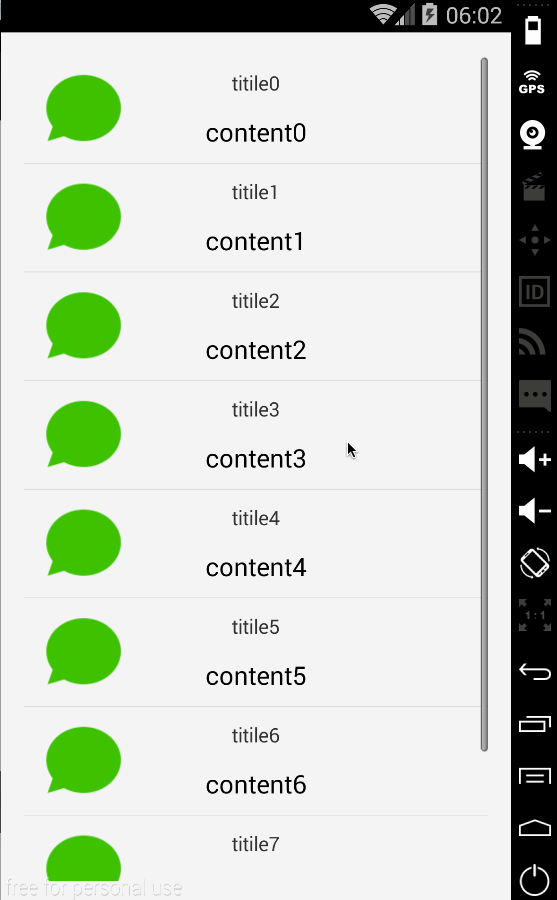 06:02
GPS
titile0
content0
titile1
content1
titile2
content2
ID
titile3
content3
titile4
content4
1:1
titile5
content5
titile6
content6
titile7
free for personal use